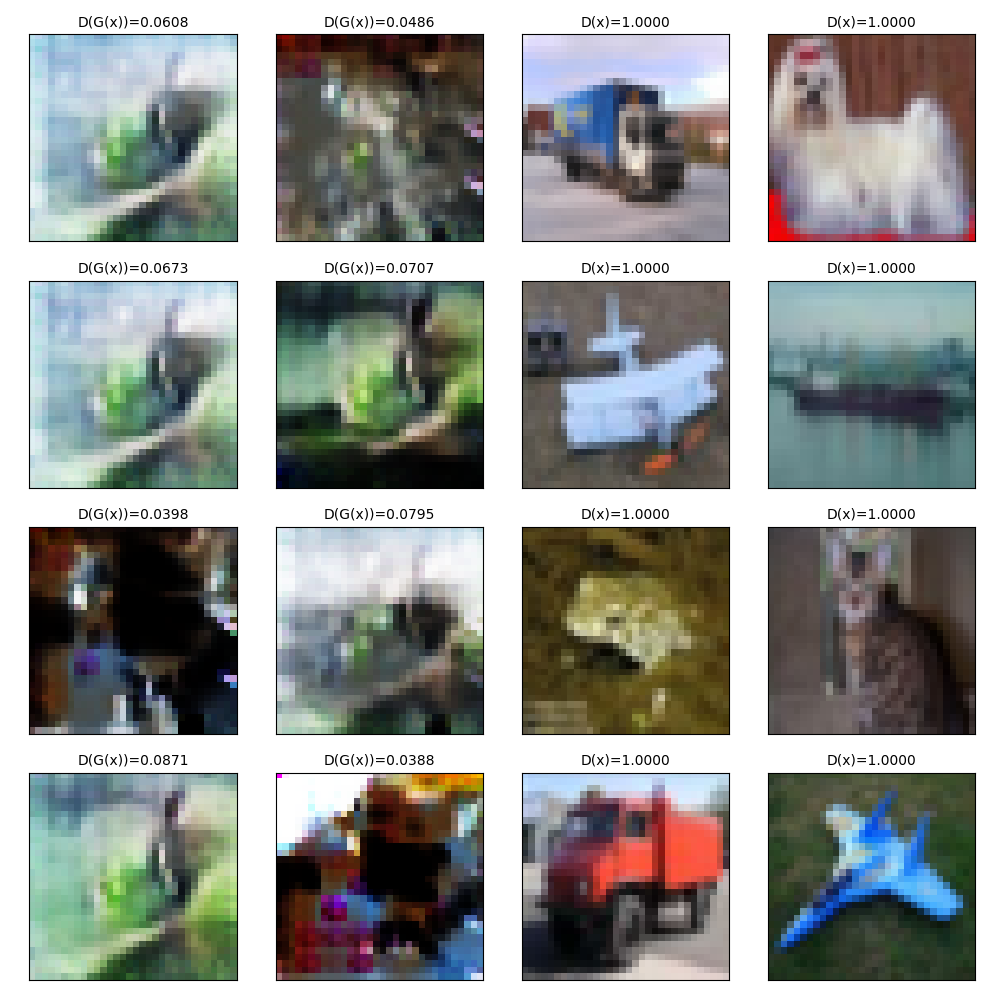 D(G(x))=0.0608 D(G(x))=0.0486 D(x)=1.0000 D(x)=1.0000
D(G(x))=0.0673 D(G(x))=0.0707 D(x)=1.0000 D(x)=1.0000
D(G(x))=0.0398 D(G(x))=0.0795 D(x)=1.0000 D(x)=1.0000
D(G(x))=0.0871 D(G(x))=0.0388 D(x)=1.0000 D(x)=1.0000